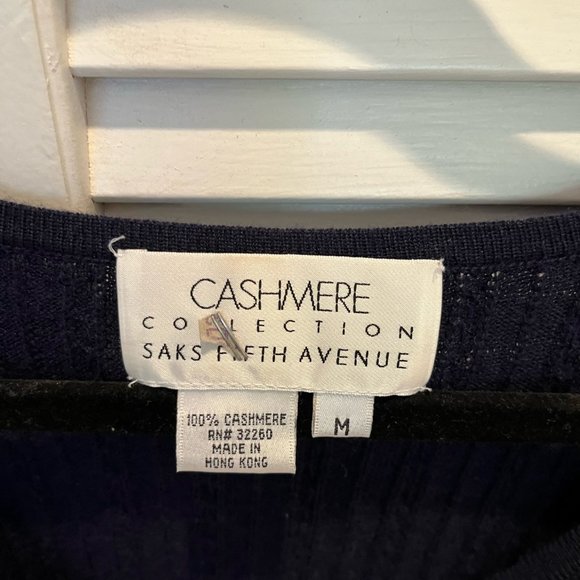 CASHMERE
COLLECTION
SAKS FIFTH AVENUE
100% CASHMERE
RN# 32260
MADE IN
HONG KONG
M